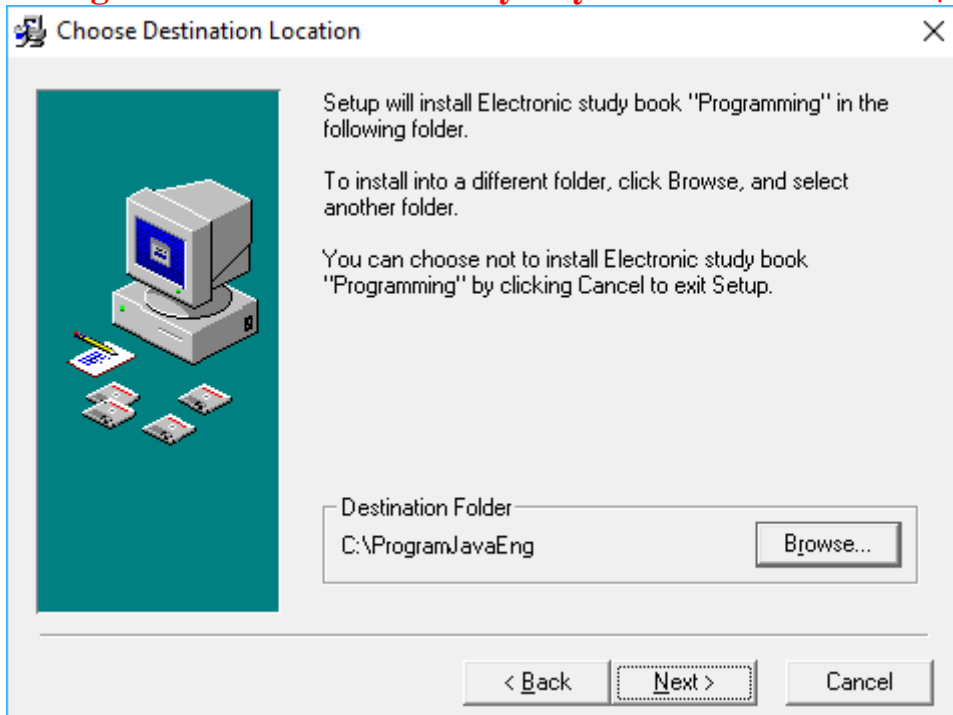 Choose Destination Location
Setup will install Electronic study book "Programming" in the
following folder.
To install into a different folder, click Browse, and select
another folder.
You can choose not to install Electronic study book
"Programming" by clicking Cancel to exit Setup.
Destination Folder
C:\ProgramJavaEng
Browse...
< Back
Next >
Cancel